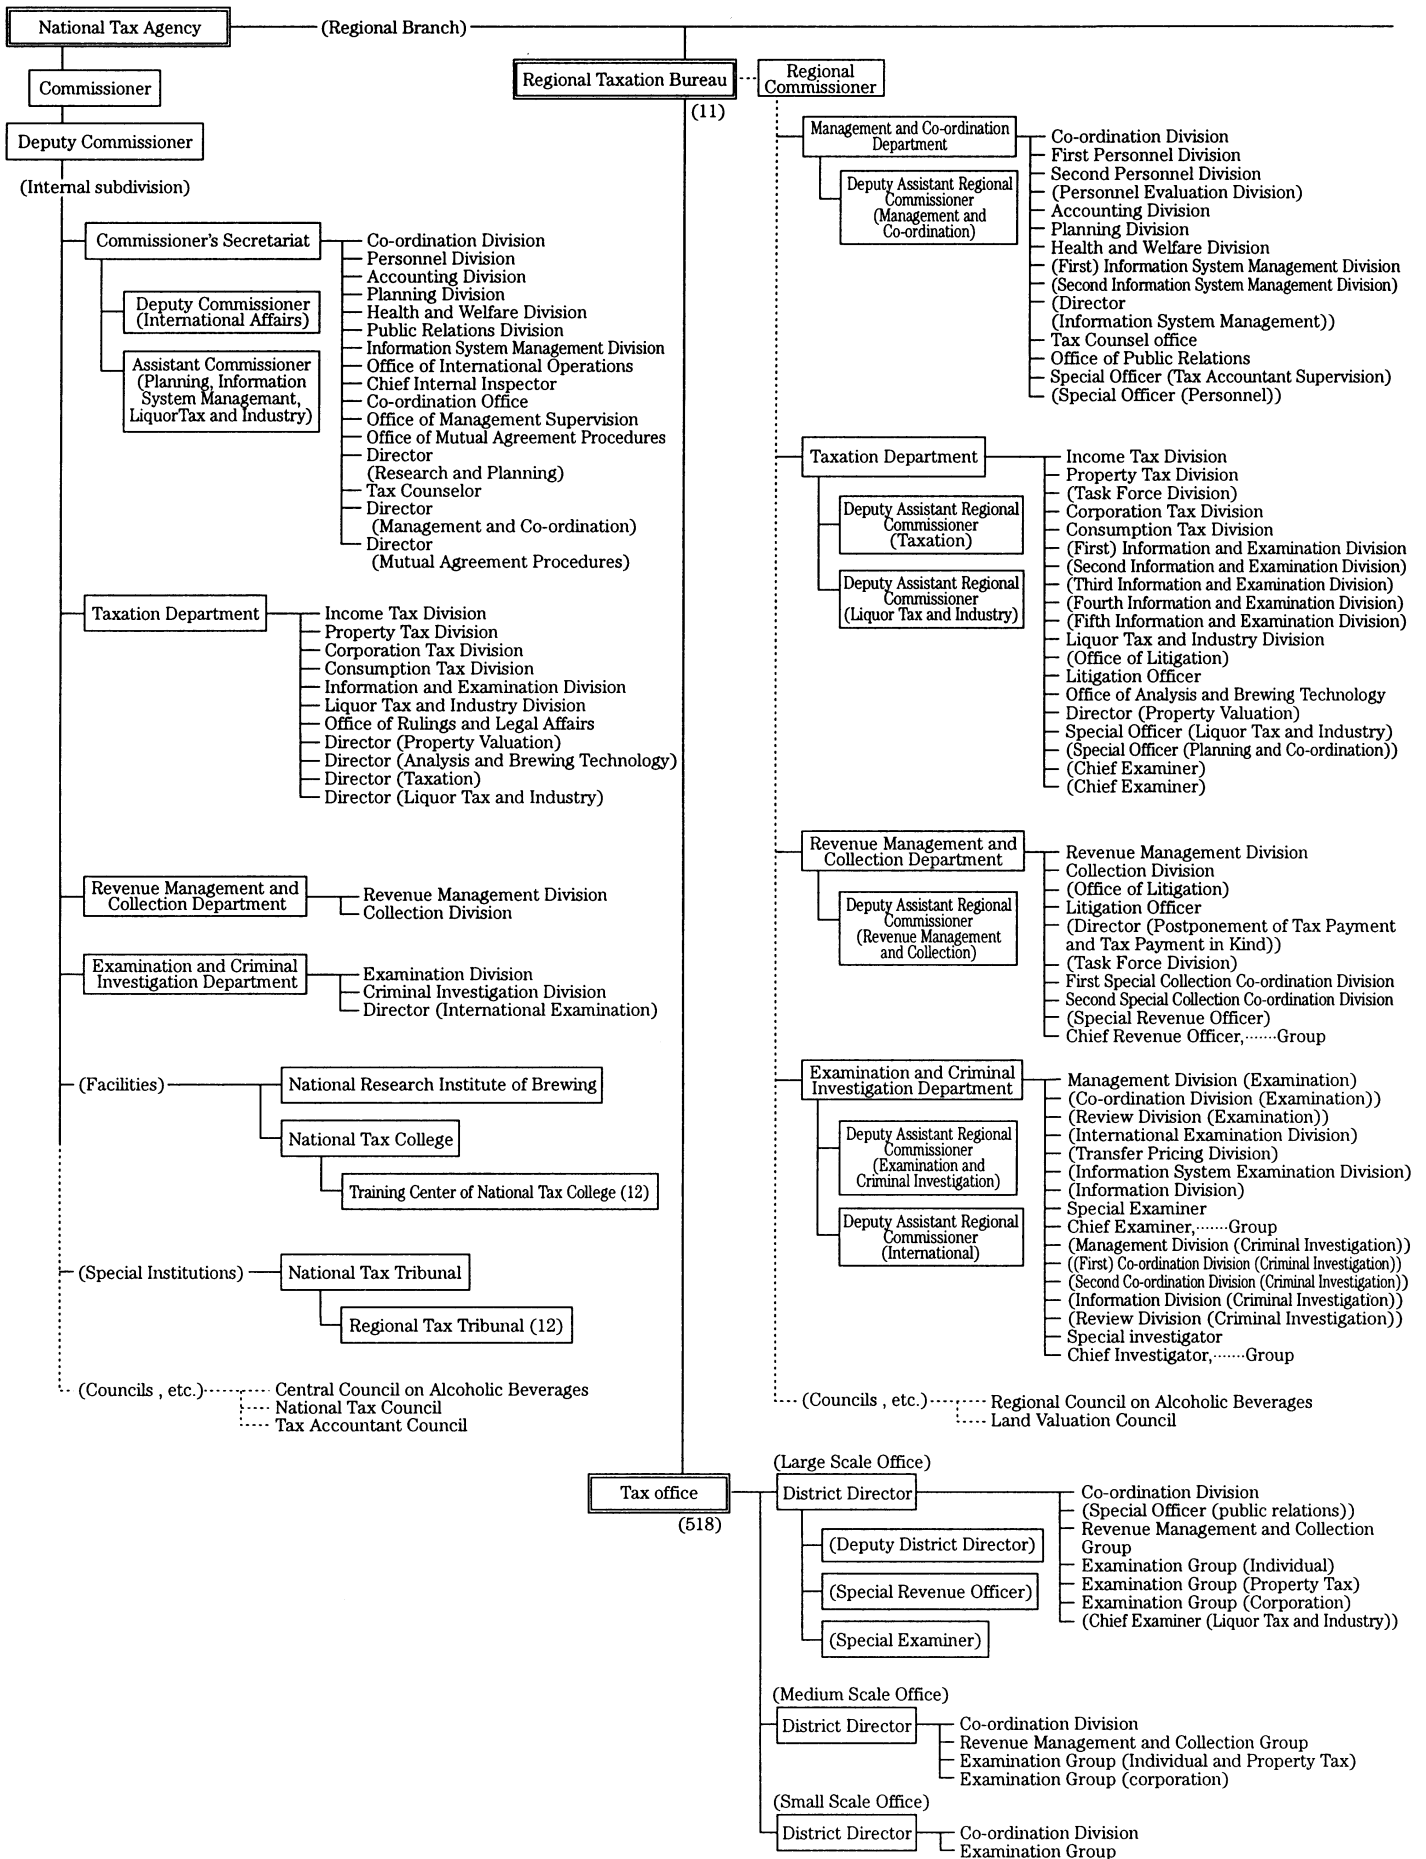 National Tax Agency
(Regional Branch)
Commissioner
Deputy Commissioner
(Internal subdivision)
Commissioner's Secretariat
Deputy Commissioner
(International Affairs)
Assistant Commissioner
(Planning, Information
System Managemant,
LiquorTax and Industry)
Co-ordination Division
Personnel Division
Accounting Division
Planning Division
Health and Welfare Division
Public Relations Division
Information System Management Division
Office of International Operations
Chief Internal Inspector
Co-ordination Office
Office of Management Supervision
Office of Mutual Agreement Procedures
Director
(Research and Planning)
Tax Counselor
Director
(Management and Co-ordination)
Director
(Mutual Agreement Procedures)
Taxation Department
Income Tax Division
Property Tax Division
Corporation Tax Division
Consumption Tax Division
Information and Examination Division
Liquor Tax and Industry Division
Office of Rulings and Legal Affairs
Director (Property Valuation)
Director (Analysis and Brewing Technology)
Director (Taxation)
Director (Liquor Tax and Industry)
Revenue Management and
Collection Department
Revenue Management Division
Collection Division
Examination and Criminal
Investigation Department
Examination Division
Criminal Investigation Division
Director (International Examination)
(Facilities)
National Research Institute of Brewing
National Tax College
Training Center of National Tax College (12)
(Special Institutions)
National Tax Tribunal
Regional Tax Tribunal (12)
(Councils , etc.)
Central Council on Alcoholic Beverages
National Tax Council
Tax Accountant Council
Regional Taxation Bureau
(11)
Regional
Commissioner
Management and Co-ordination
Department
Deputy Assistant Regional
Commissioner
(Management and
Co-ordination)
Co-ordination Division
First Personnel Division
Second Personnel Division
(Personnel Evaluation Division)
Accounting Division
Planning Division
Health and Welfare Division
(First) Information System Management Division
(Second Information System Management Division)
(Director
(Information System Management))
Tax Counsel office
Office of Public Relations
Special Officer (Tax Accountant Supervision)
(Special Officer (Personnel))
Taxation Department
Deputy Assistant Regional
Commissioner
(Taxation)
Deputy Assistant Regional
Commissioner
(Liquor Tax and Industry)
Income Tax Division
Property Tax Division
(Task Force Division)
Corporation Tax Division
Consumption Tax Division
(First) Information and Examination Division
(Second Information and Examination Division)
(Third Information and Examination Division)
(Fourth Information and Examination Division)
(Fifth Information and Examination Division)
Liquor Tax and Industry Division
(Office of Litigation)
Litigation Officer
Office of Analysis and Brewing Technology
Director (Property Valuation)
Special Officer (Liquor Tax and Industry)
(Special Officer (Planning and Co-ordination))
(Chief Examiner)
(Chief Examiner)
Revenue Management and
Collection Department
Deputy Assistant Regional
Commissioner
(Revenue Management
and Collection)
Revenue Management Division
Collection Division
(Office of Litigation)
Litigation Officer
(Director (Postponement of Tax Payment
and Tax Payment in Kind))
(Task Force Division)
First Special Collection Co-ordination Division
Second Special Collection Co-ordination Division
(Special Revenue Officer)
Chief Revenue Officer,·······Group
Examination and Criminal
Investigation Department
Deputy Assistant Regional
Commissioner
(Examination and
Criminal Investigation)
Deputy Assistant Regional
Commissioner
(International)
Management Division (Examination)
(Co-ordination Division (Examination))
(Review Division (Examination))
(International Examination Division)
(Transfer Pricing Division)
(Information System Examination Division)
(Information Division)
Special Examiner
Chief Examiner,·······Group
(Management Division (Criminal Investigation))
((First) Co-ordination Division (Criminal Investigation))
(Second Co-ordination Division (Criminal Investigation))
(Information Division (Criminal Investigation))
(Review Division (Criminal Investigation))
Special investigator
Chief Investigator,·······Group
(Councils , etc.)
Regional Council on Alcoholic Beverages
Land Valuation Council
Tax office
(518)
(Large Scale Office)
District Director
(Deputy District Director)
(Special Revenue Officer)
(Special Examiner)
Co-ordination Division
(Special Officer (public relations))
Revenue Management and Collection
Group
Examination Group (Individual)
Examination Group (Property Tax)
Examination Group (Corporation)
(Chief Examiner (Liquor Tax and Industry))
(Medium Scale Office)
District Director
Co-ordination Division
Revenue Management and Collection Group
Examination Group (Individual and Property Tax)
Examination Group (corporation)
(Small Scale Office)
District Director
Co-ordination Division
Examination Group